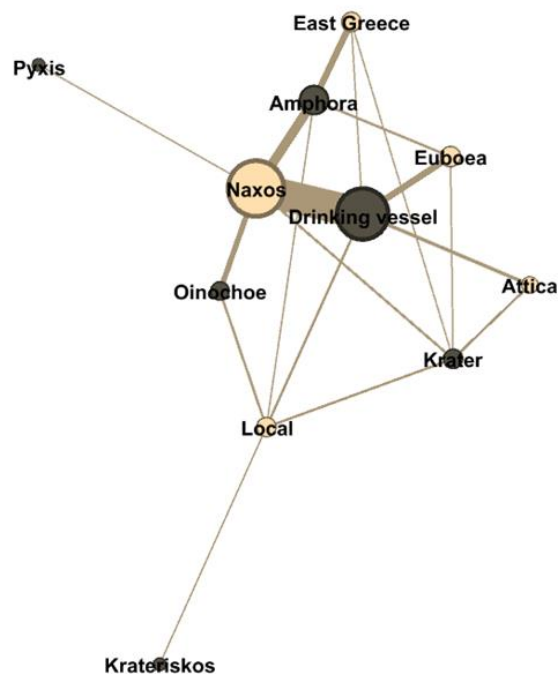 East Greece
Pyxis
Amphora
Euboea
Naxos
Drinking vessel
Oinochoe
Attica
Krater
Local
Krateriskos